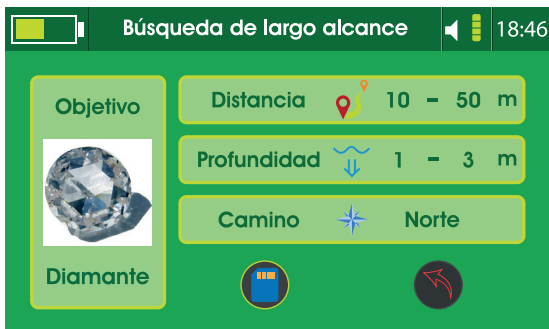 Búsqueda de largo alcance
18:46
Objetivo
Diamante
Distancia 10 - 50 m
Profundidad 1 - 3 m
Camino Norte